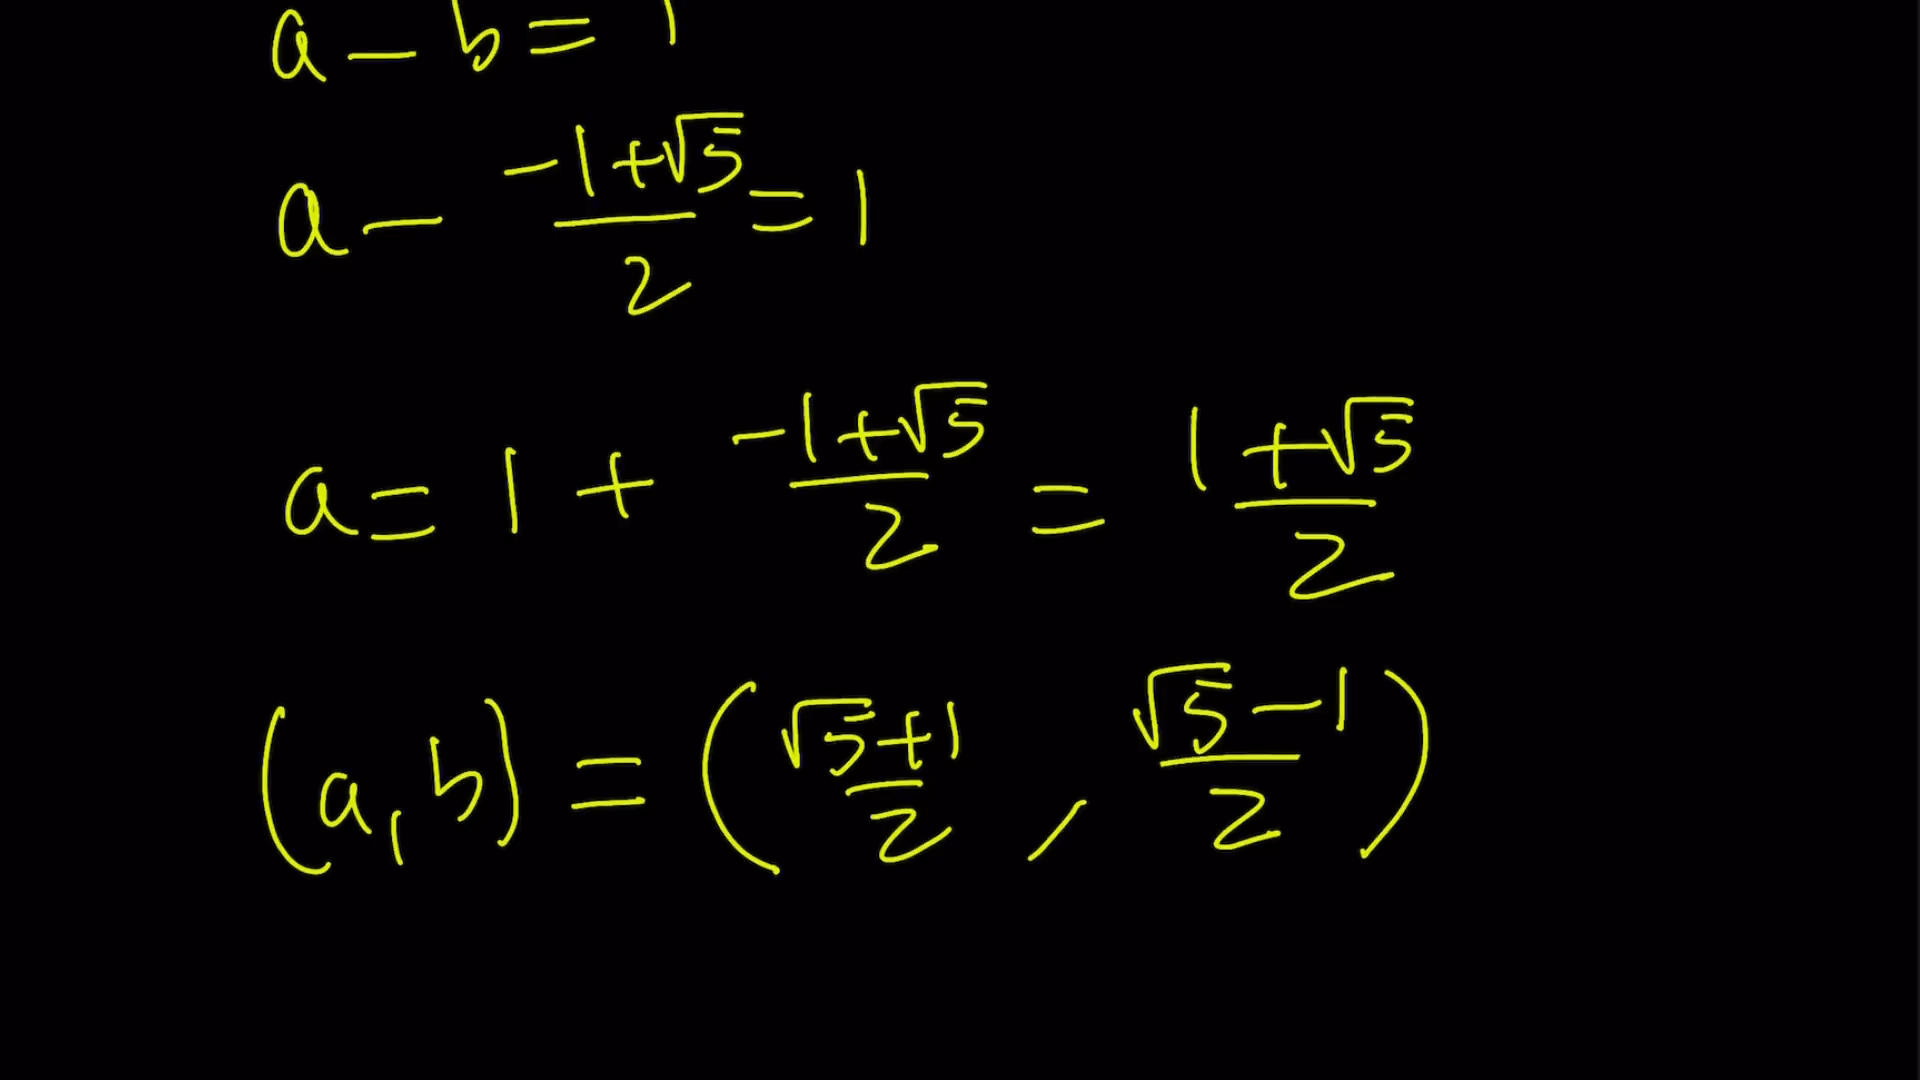 a - b = 1
a - (-1+√5)/2 = 1
a = 1 + (-1+√5)/2 = (1+√5)/2
(a, b) = ((√5+1)/2, (√5-1)/2)